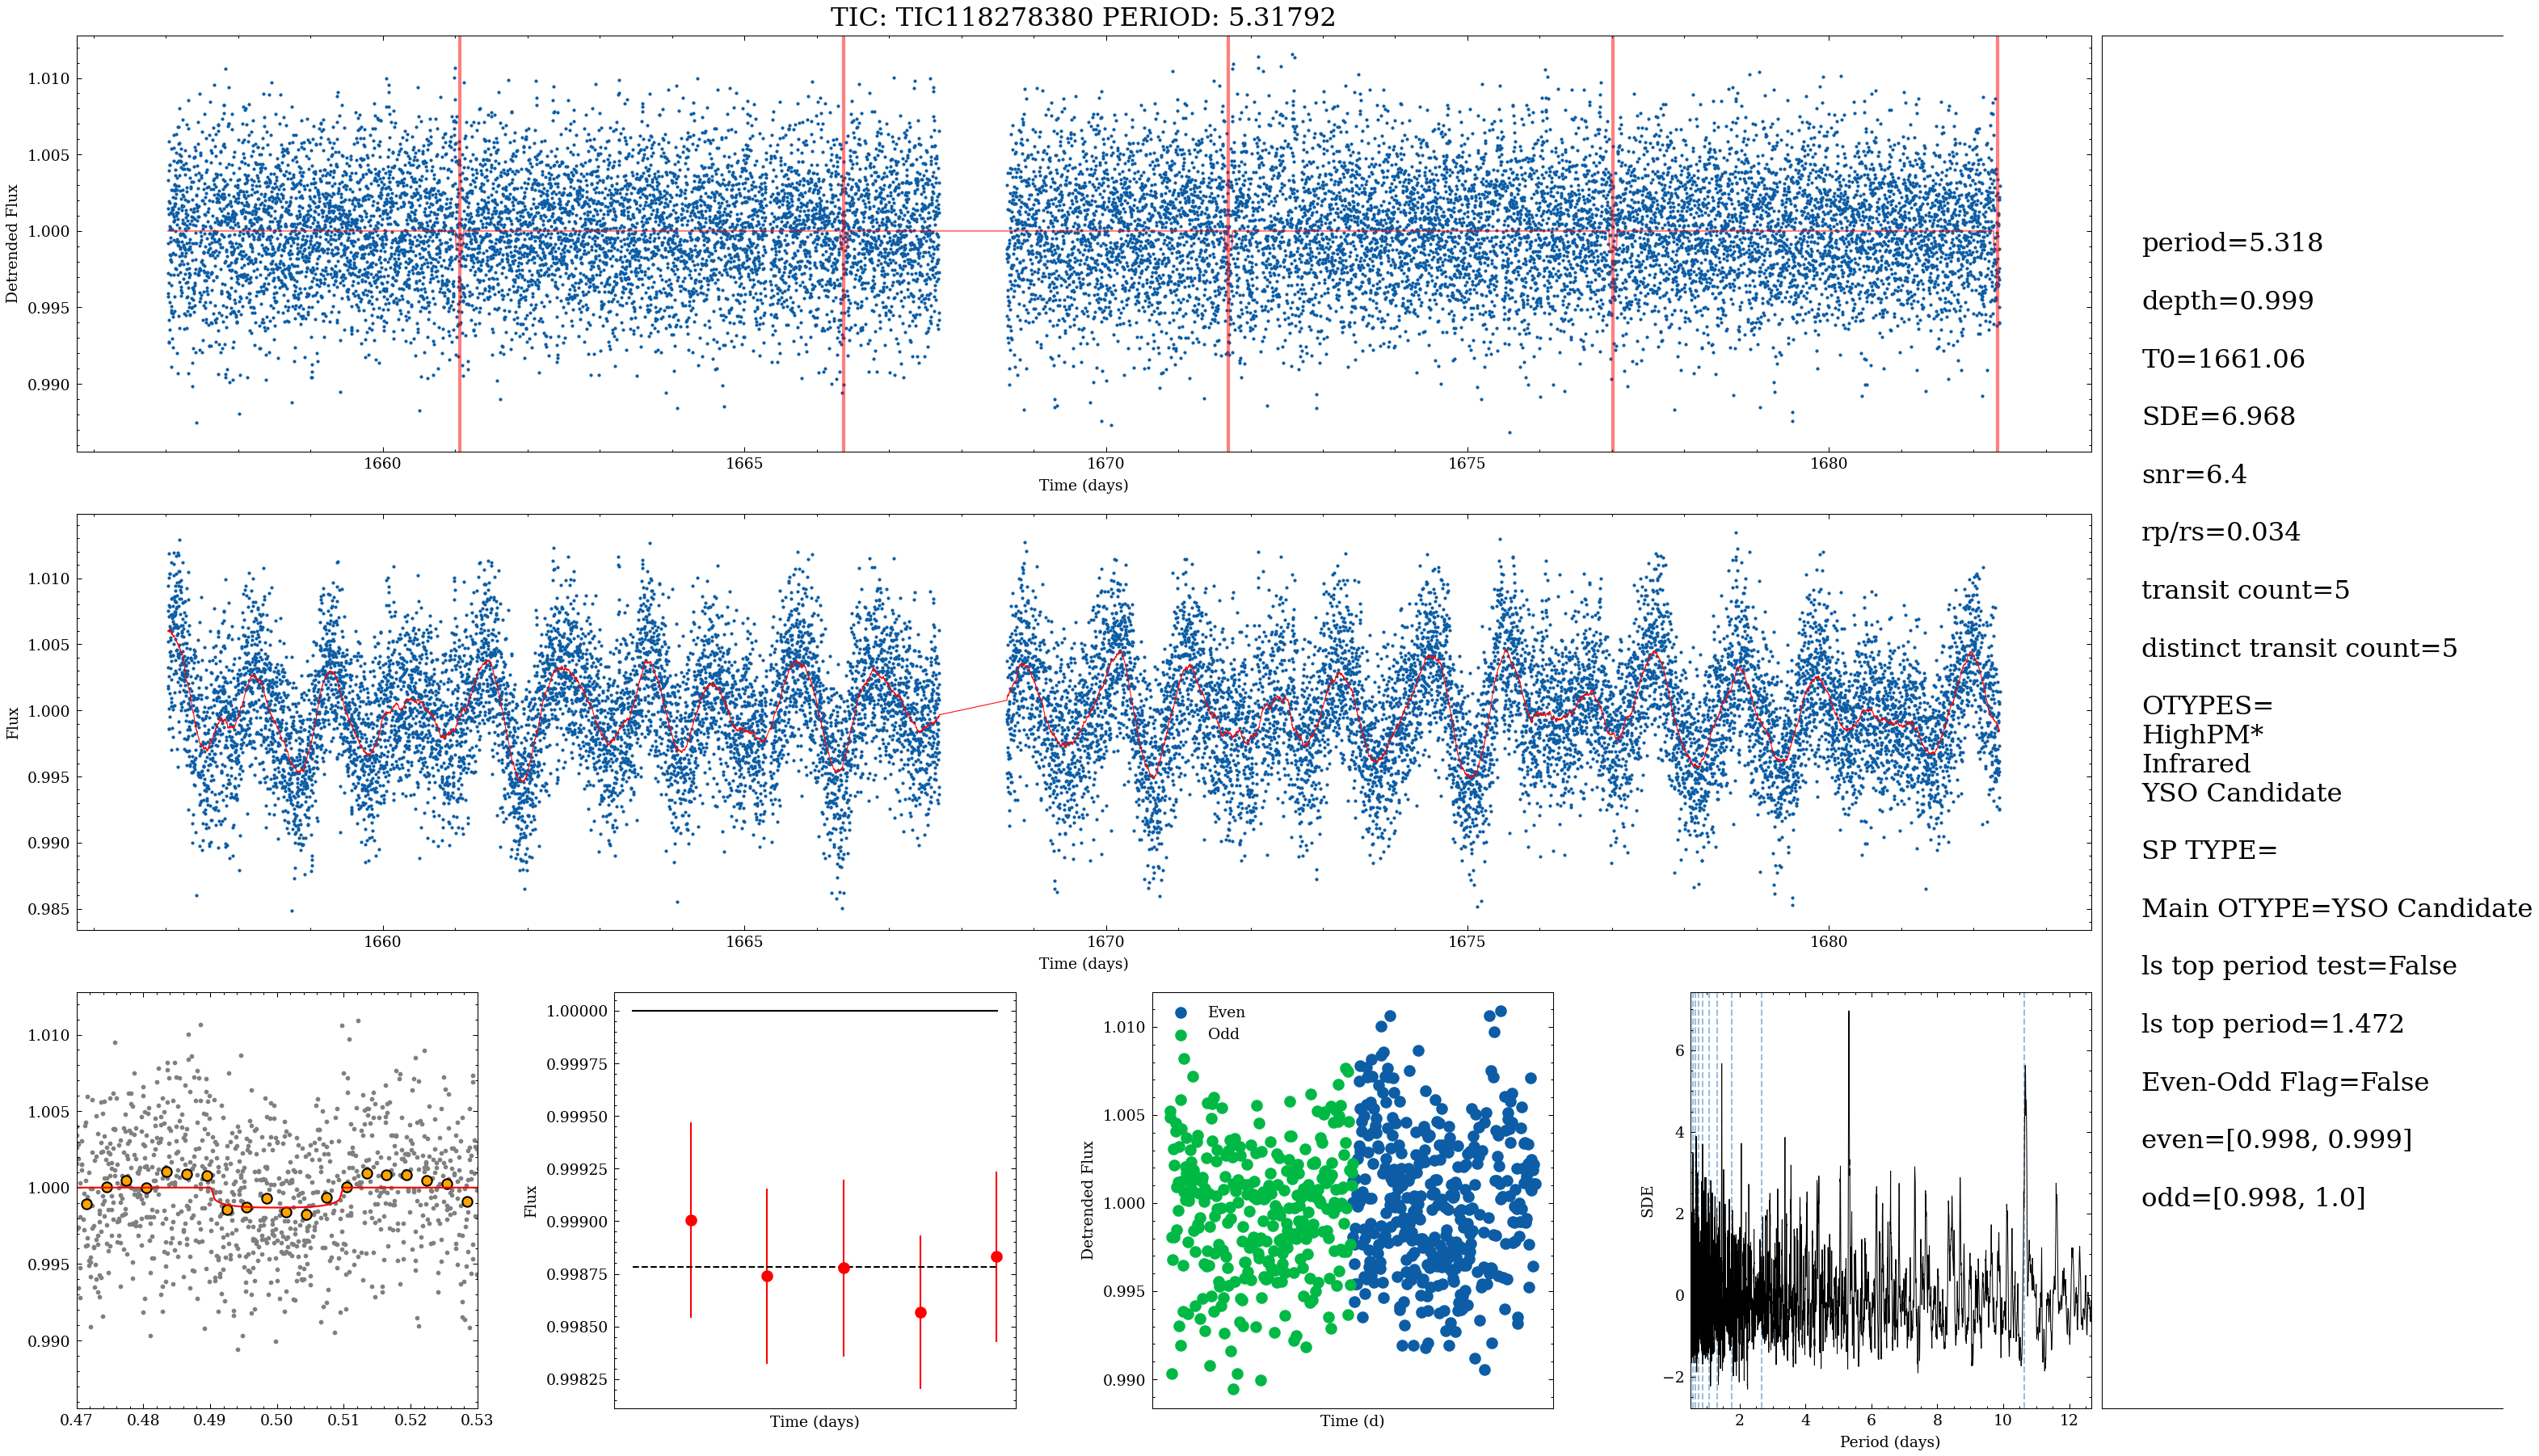 TIC: TIC118278380 PERIOD: 5.31792
1.010
1.005
1.000
0.995
0.990
Detrended Flux
1660
1665
1670
1675
1680
Time (days)
1.010
1.005
1.000
0.995
0.990
0.985
Flux
1660
1665
1670
1675
1680
Time (days)
1.010
1.005
1.000
0.995
0.990
0.47
0.48
0.49
0.50
0.51
0.52
0.53
1.00000
0.99975
0.99950
0.99925
0.99900
0.99875
0.99850
0.99825
Flux
Time (days)
Even
Odd
1.010
1.005
1.000
0.995
0.990
Detrended Flux
Time (d)
6
4
2
0
−2
SDE
2
4
6
8
10
12
Period (days)
period=5.318
depth=0.999
T0=1661.06
SDE=6.968
snr=6.4
rp/rs=0.034
transit count=5
distinct transit count=5
OTYPES=
HighPM*
Infrared
YSO Candidate
SP TYPE=
Main OTYPE=YSO Candidate
ls top period test=False
ls top period=1.472
Even-Odd Flag=False
even=[0.998, 0.999]
odd=[0.998, 1.0]